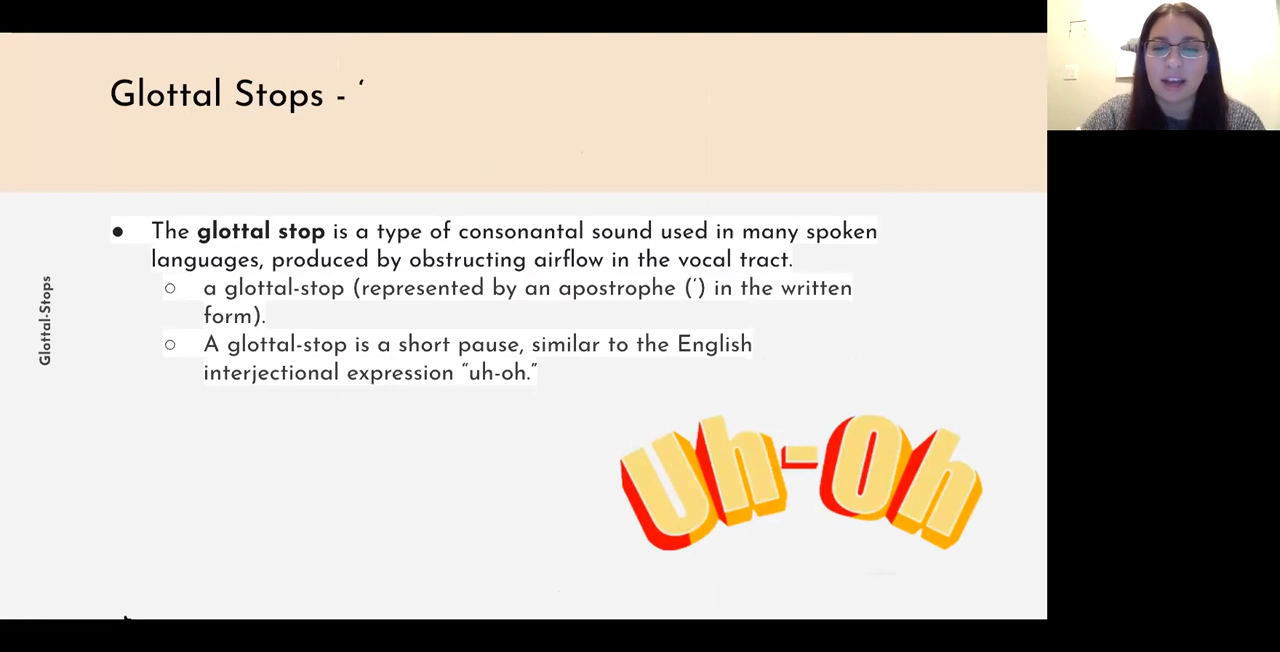 Glottal Stops - ‘
Glottal-Stops
● The glottal stop is a type of consonantal sound used in many spoken
languages, produced by obstructing airflow in the vocal tract.
○ a glottal-stop (represented by an apostrophe (’) in the written
form).
○ A glottal-stop is a short pause, similar to the English
interjectional expression “uh-oh.”
Uh-Oh